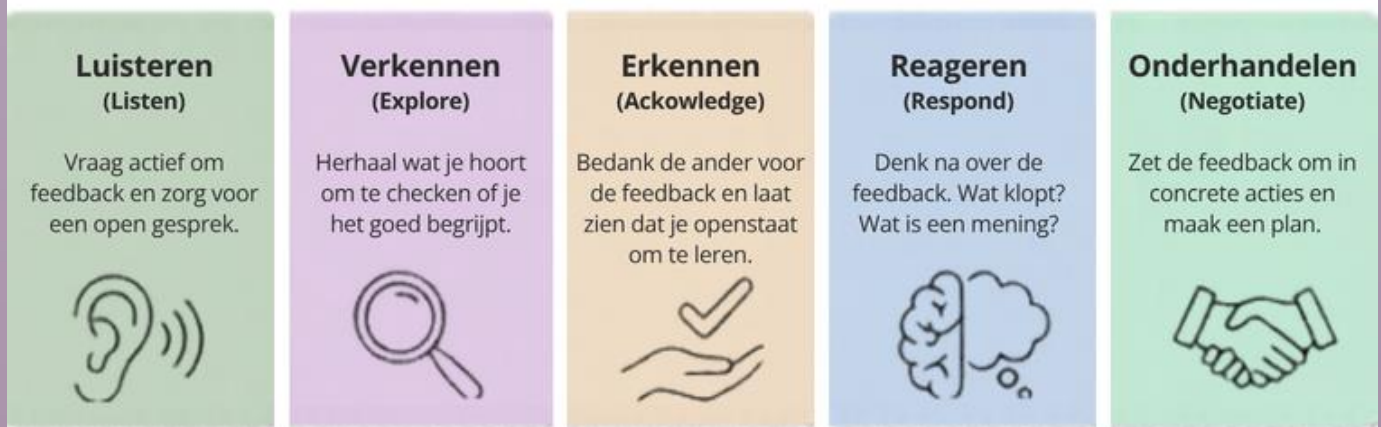 Luisteren
(Listen)
Vraag actief om
feedback en zorg voor
een open gesprek.
Verkennen
(Explore)
Herhaal wat je hoort
om te checken of je
het goed begrijpt.
Erkennen
(Ackowledge)
Bedank de ander voor
de feedback en laat
zien dat je openstaat
om te leren.
Reageren
(Respond)
Denk na over de
feedback. Wat klopt?
Wat is een mening?
Onderhandelen
(Negotiate)
Zet de feedback om in
concrete acties en
maak een plan.